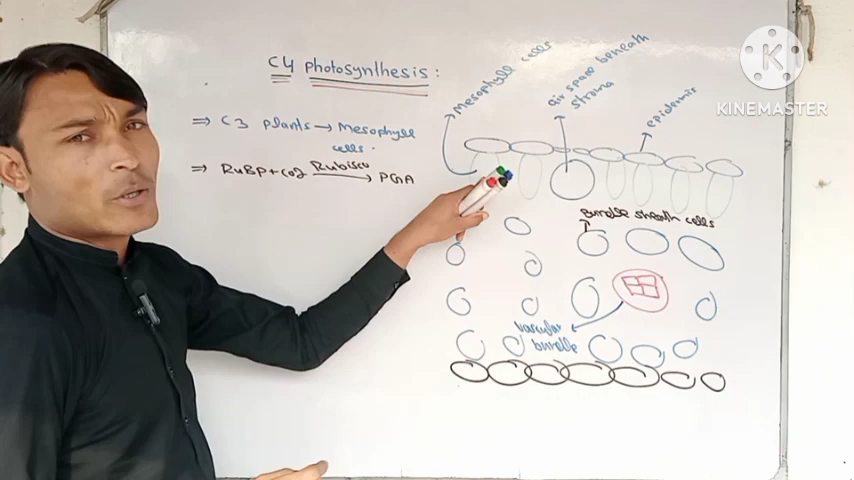 C4 Photosynthesis:
⇒ C3 plants → Mesophyll
cells.
⇒ RuBP + CO2 Rubisco → PGA
Mesophyll cells
air space beneath
stroma
epidermis
Bundle sheath cells
vascular
bundle
KINEMASTER